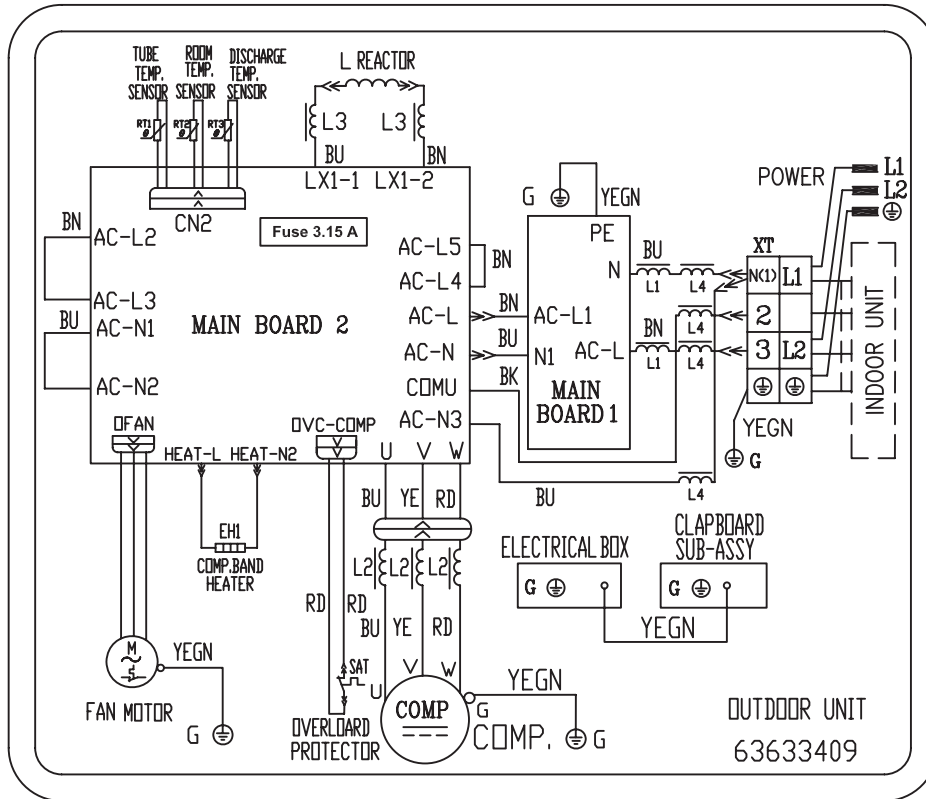 TUBE TEMP. SENSOR
ROOM TEMP. SENSOR
DISCHARGE TEMP. SENSOR
L REACTOR
RT1 RT2 RT3
L3 L3
BU BN
LX1-1 LX1-2
CN2
Fuse 3.15 A
BN
AC-L2
AC-L3
BU
AC-N1
AC-N2
MAIN BOARD 2
AC-L5
AC-L4
BN
AC-L
BN
AC-N
BU
COMU
BK
AC-N3
BU
G
YEGN
PE
N
AC-L1
N1
AC-L
MAIN BOARD 1
BU
L1 L4
L4
BN
L1 L4
L4
POWER
L1
L2
XT
N(1) L1
2
3 L2
YEGN
G
INDOOR UNIT
OFAN
HEAT-L HEAT-N2
OVC-COMP
U V W
BU YE RD
EH1
COMP.BAND HEATER
L2 L2 L2
RD RD
BU YE RD
M
YEGN
FAN MOTOR
G
SAT
OVERLOARD PROTECTOR
U V W
COMP
G
YEGN
COMP.
G
ELECTRICAL BOX
G
CLAPBOARD SUB-ASSY
G
YEGN
OUTDOOR UNIT
63633409